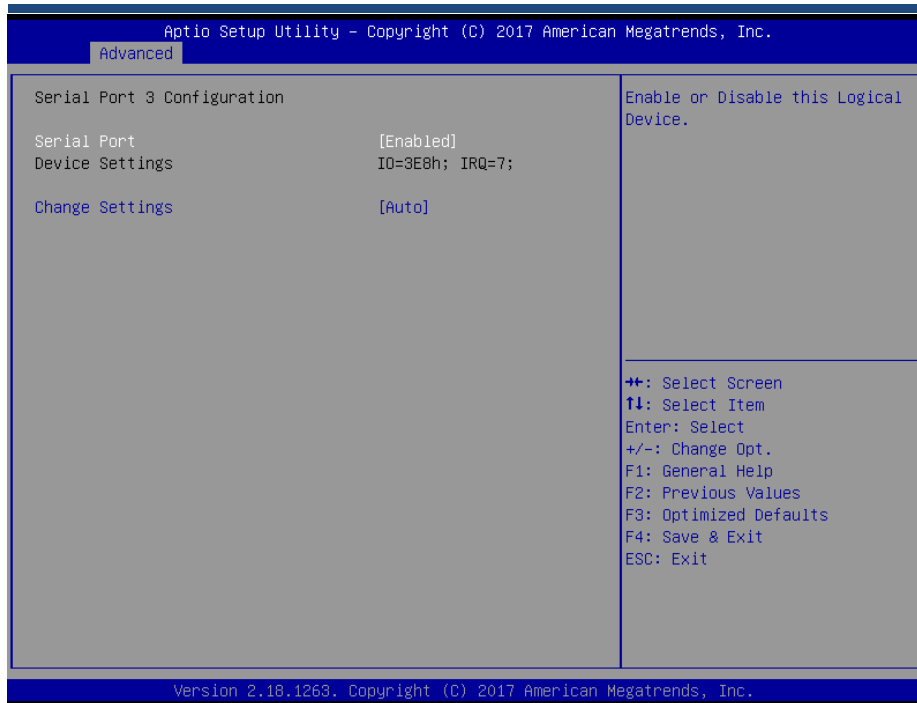 Aptio Setup Utility – Copyright (C) 2017 American Megatrends, Inc.
Advanced
Serial Port 3 Configuration
Serial Port [Enabled]
Device Settings IO=3E8h; IRQ=7;
Change Settings [Auto]
Enable or Disable this Logical
Device.
→←: Select Screen
↑↓: Select Item
Enter: Select
+/-: Change Opt.
F1: General Help
F2: Previous Values
F3: Optimized Defaults
F4: Save & Exit
ESC: Exit
Version 2.18.1263. Copyright (C) 2017 American Megatrends, Inc.